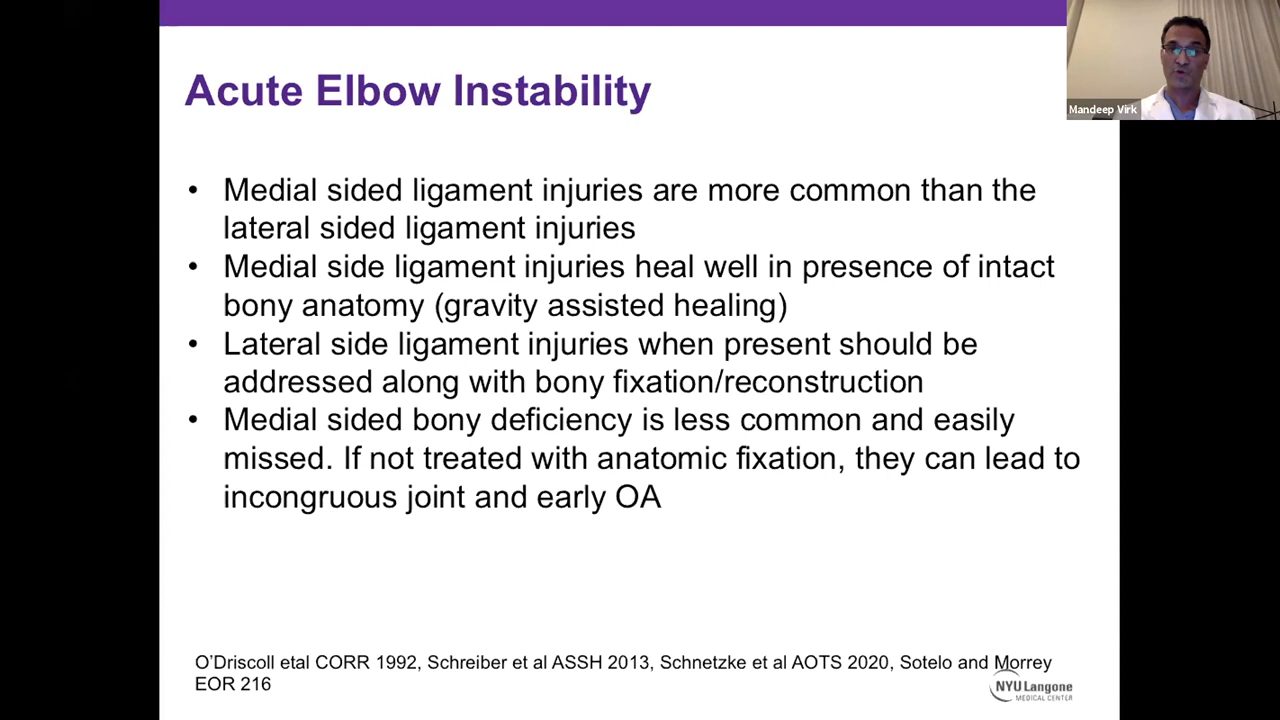 Acute Elbow Instability
Mandeep Virk
• Medial sided ligament injuries are more common than the
lateral sided ligament injuries
• Medial side ligament injuries heal well in presence of intact
bony anatomy (gravity assisted healing)
• Lateral side ligament injuries when present should be
addressed along with bony fixation/reconstruction
• Medial sided bony deficiency is less common and easily
missed. If not treated with anatomic fixation, they can lead to
incongruous joint and early OA
O'Driscoll etal CORR 1992, Schreiber et al ASSH 2013, Schnetzke et al AOTS 2020, Sotelo and Morrey
EOR 216
NYU Langone
MEDICAL CENTER